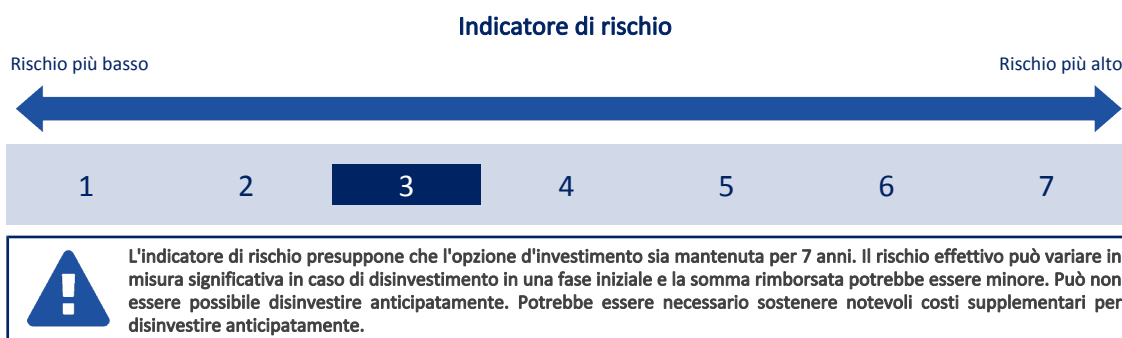 Indicatore di rischio
Rischio più basso
Rischio più alto
1 2 3 4 5 6 7
L'indicatore di rischio presuppone che l'opzione d'investimento sia mantenuta per 7 anni. Il rischio effettivo può variare in
misura significativa in caso di disinvestimento in una fase iniziale e la somma rimborsata potrebbe essere minore. Può non
essere possibile disinvestire anticipatamente. Potrebbe essere necessario sostenere notevoli costi supplementari per
disinvestire anticipatamente.